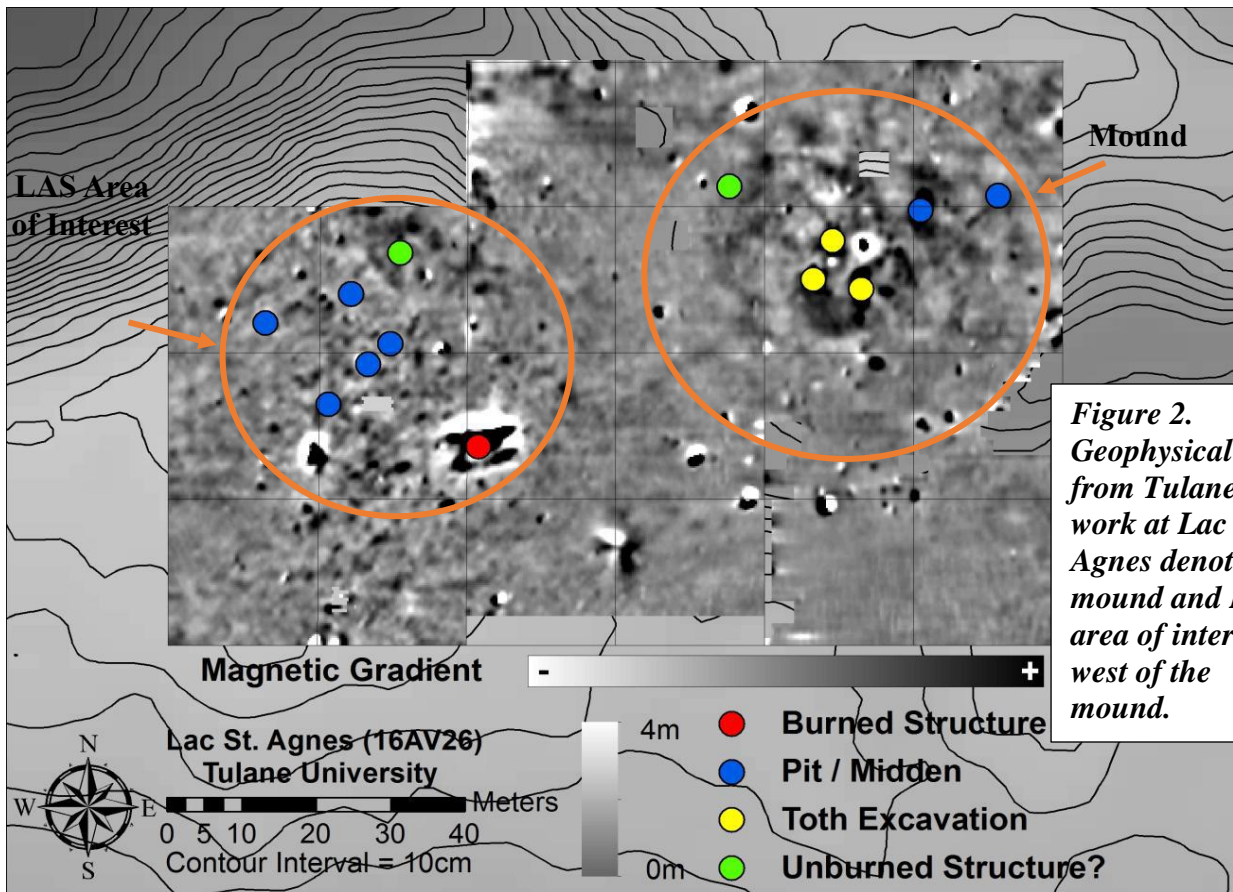 LAS Area
of Interest
Mound
Figure 2.
Geophysical
from Tulane
work at Lac
Agnes
mound and
area of
west of the
mound.
Magnetic Gradient
-
+
Lac St. Agnes (16AV26)
Tulane University
Meters
0 5 10 20 30 40
Contour Interval = 10cm
N
W
E
S
4m
0m
Burned Structure
Pit / Midden
Toth Excavation
Unburned Structure?